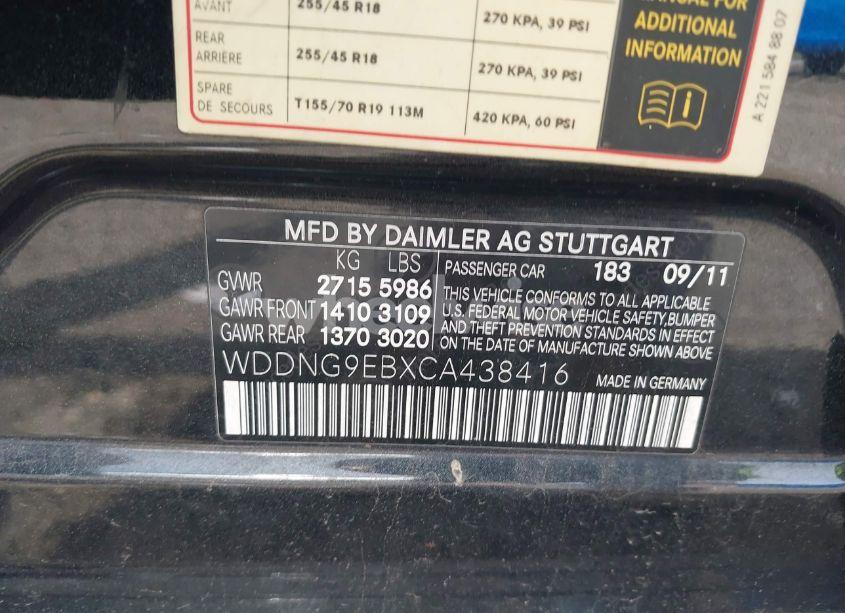 AVANT 255/45 R18 270 KPA, 39 PSI
REAR
ARRIÈRE 255/45 R18 270 KPA, 39 PSI
SPARE
DE SECOURS T155/70 R19 113M 420 KPA, 60 PSI
MANUAL FOR
ADDITIONAL
INFORMATION
A 221 584 88 07
MFD BY DAIMLER AG STUTTGART
KG LBS
GVWR 2715 5986
GAWR FRONT 1410 3109
GAWR REAR 1370 3020
PASSENGER CAR 183 09/11
THIS VEHICLE CONFORMS TO ALL APPLICABLE
U.S. FEDERAL MOTOR VEHICLE SAFETY, BUMPER
AND THEFT PREVENTION STANDARDS IN EFFECT
ON THE DATE OF MANUFACTURE SHOWN ABOVE
WDDNG9EBXCA438416 MADE IN GERMANY